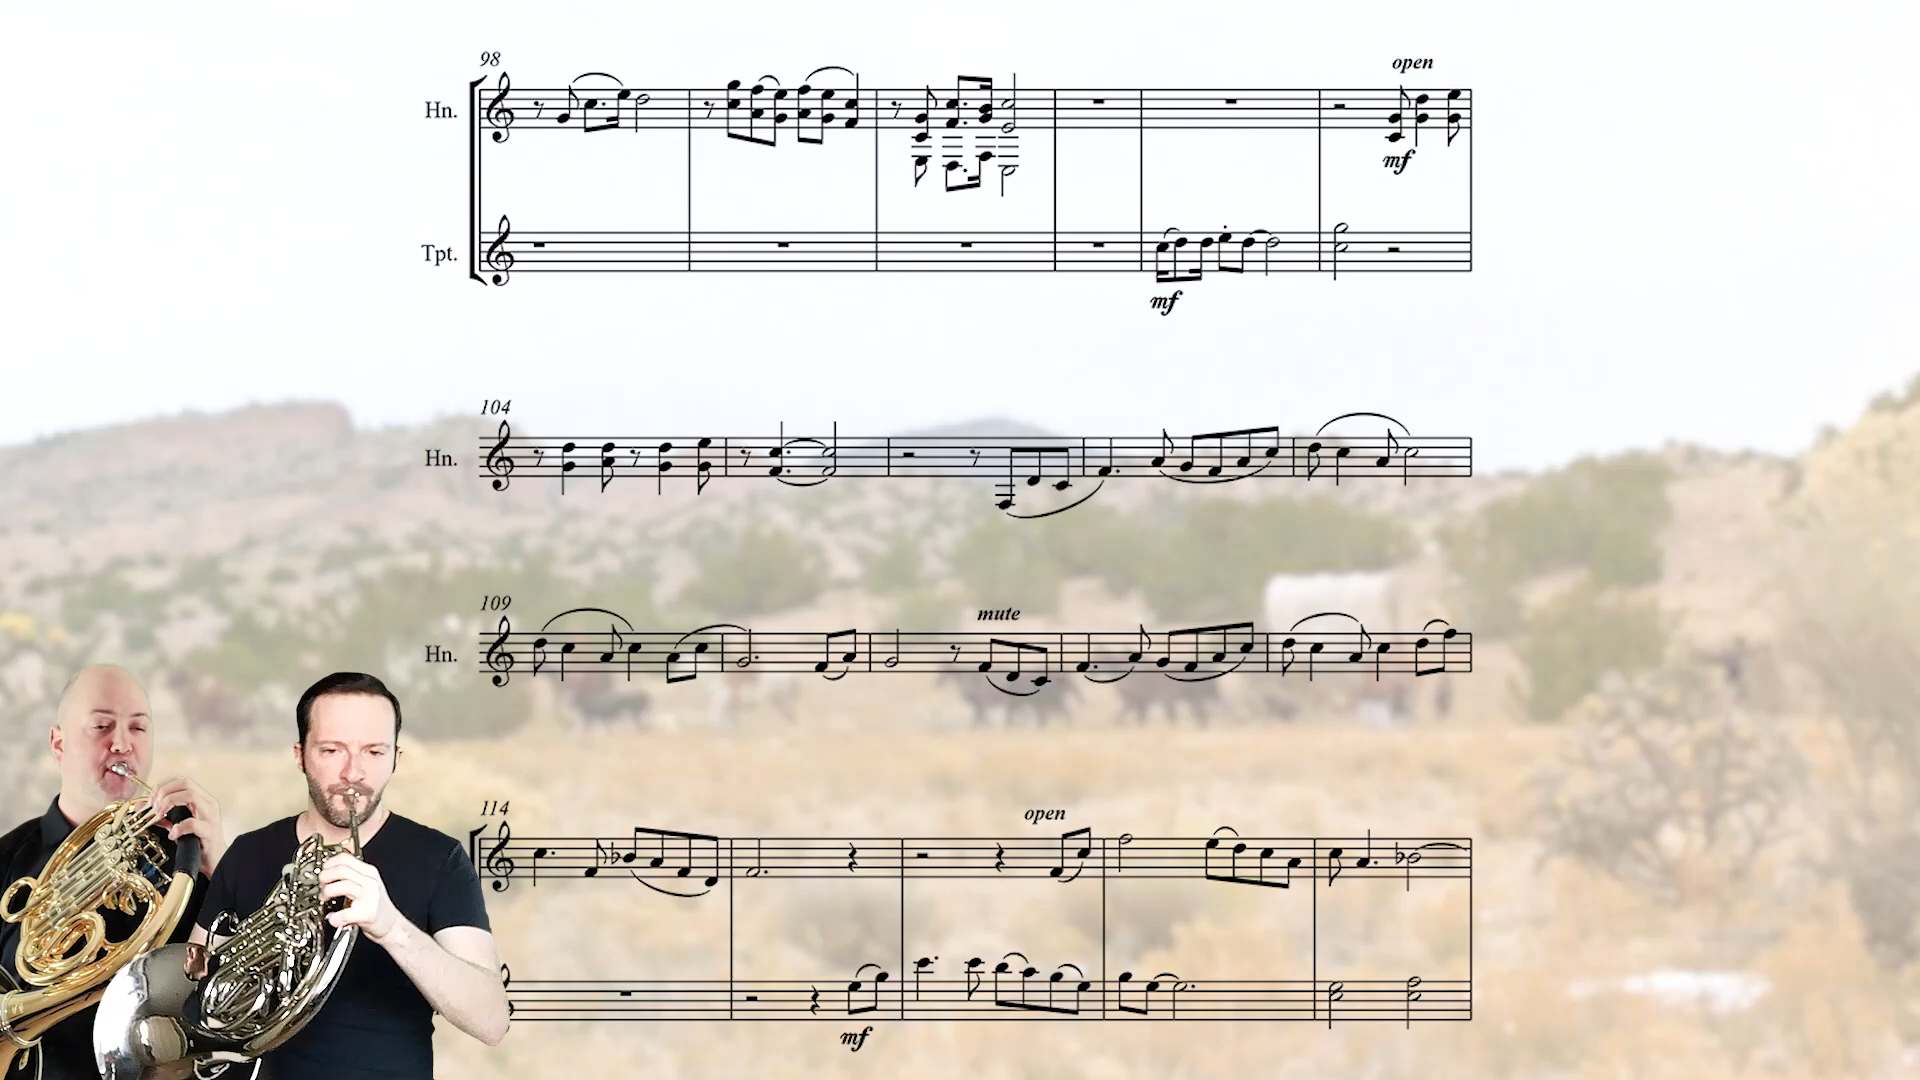 98
open
Hn.
mf
Tpt.
mf
104
Hn.
109
mute
Hn.
114
open
mf